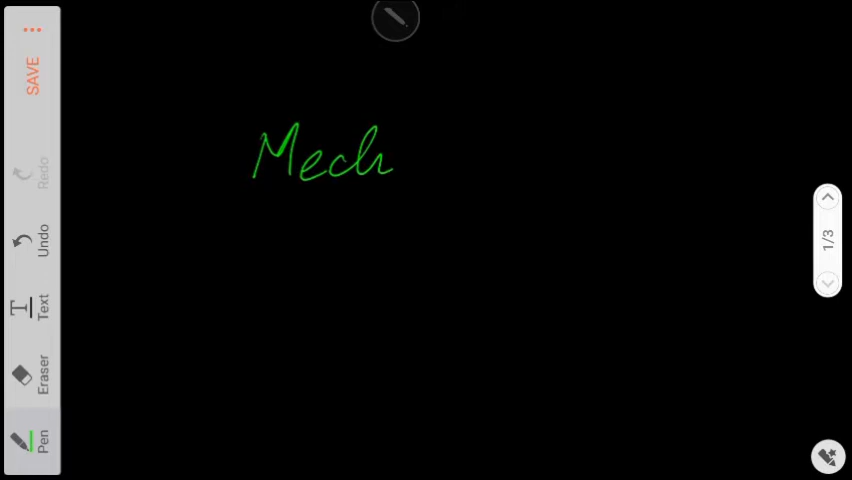 SAVE
Redo
Undo
Text
Eraser
Pen
Mech
1/3